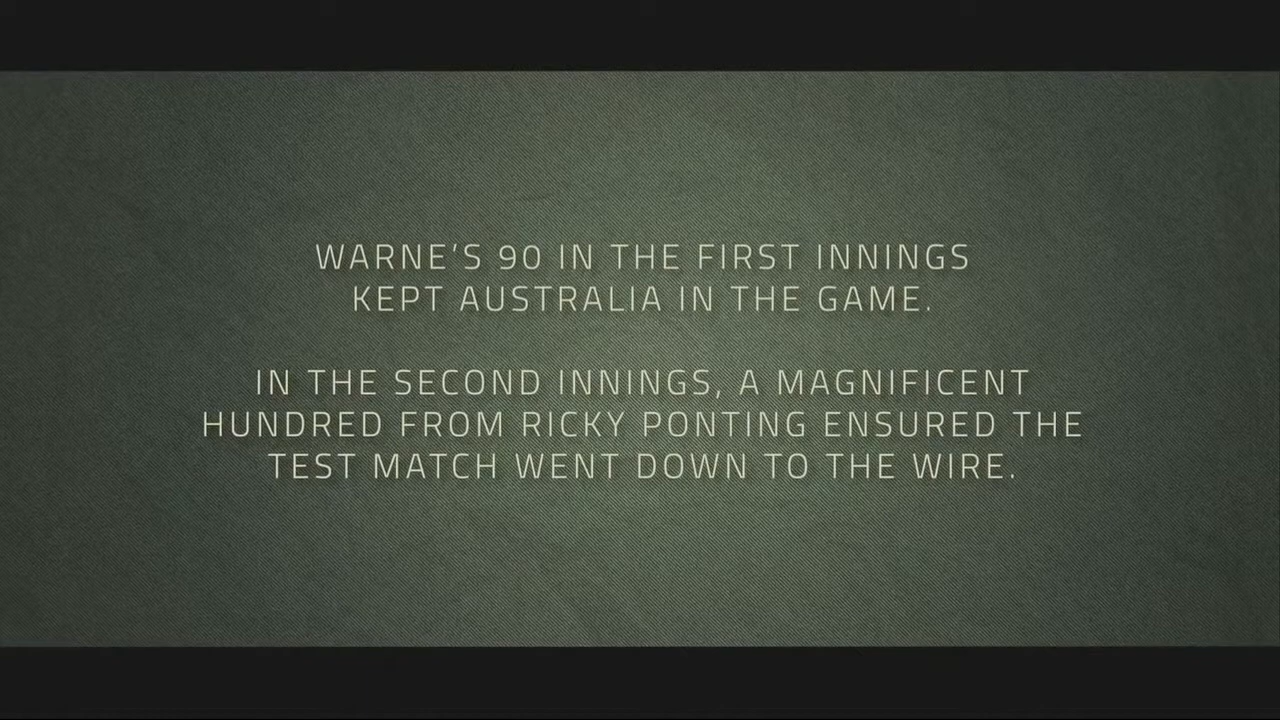 WARNE'S 90 IN THE FIRST INNINGS
KEPT AUSTRALIA IN THE GAME.
IN THE SECOND INNINGS, A MAGNIFICENT
HUNDRED FROM RICKY PONTING ENSURED THE
TEST MATCH WENT DOWN TO THE WIRE.